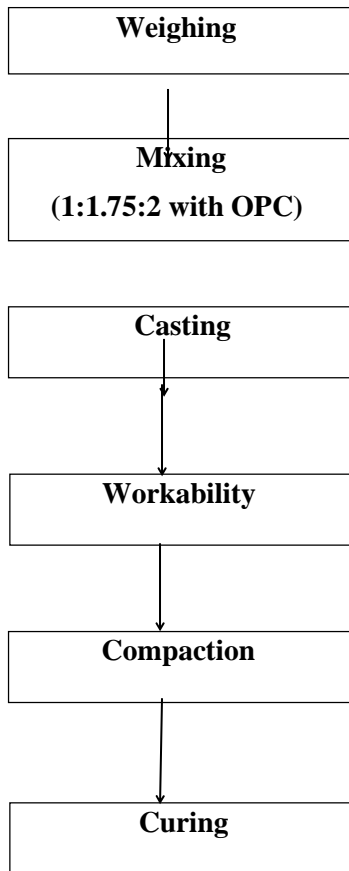 Weighing
Mixing
(1:1.75:2 with OPC)
Casting
Workability
Compaction
Curing